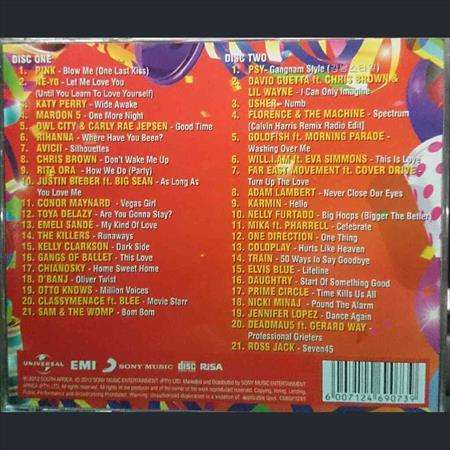 DISC ONE
1. P!NK - Blow Me (One Last Kiss)
2. NE-YO - Let Me Love You
(Until You Learn To Love Yourself)
3. KATY PERRY - Wide Awake
4. MAROON 5 - One More Night
5. OWL CITY & CARLY RAE JEPSEN - Good Time
6. RIHANNA - Where Have You Been?
7. AVICII - Silhouettes
8. CHRIS BROWN - Don't Wake Me Up
9. RITA ORA - How We Do (Party)
10. JUSTIN BIEBER ft. BIG SEAN - As Long As
You Love Me
11. CONOR MAYNARD - Vegas Girl
12. TOYA DELAZY - Are You Gonna Stay?
13. EMELI SANDE - My Kind Of Love
14. THE KILLERS - Runaways
15. KELLY CLARKSON - Dark Side
16. GANGS OF BALLET - This Love
17. CHIANOSKY - Home Sweet Home
18. D'BANJ - Oliver Twist
19. OTTO KNOWS - Million Voices
20. CLASSYMENACE ft. BLEE - Movie Starr
21. SAM & THE WOMP - Bom Bom
DISC TWO
1. PSY - Gangnam Style
2. DAVID GUETTA ft. CHRIS BROWN &
LIL WAYNE - I Can Only Imagine
3. USHER - Numb
4. FLORENCE & THE MACHINE - Spectrum
[Calvin Harris Remix Radio Edit]
5. GOLDFISH ft. MORNING PARADE -
Washing Over Me
6. WILL.I.AM ft. EVA SIMMONS - This Is Love
7. FAR EAST MOVEMENT ft. COVER DRIVE -
Turn Up The Love
8. ADAM LAMBERT - Never Close Our Eyes
9. KARMIN - Hello
10. NELLY FURTADO - Big Hoops (Bigger The Better)
11. MIKA ft. PHARRELL - Celebrate
12. ONE DIRECTION - One Thing
13. COLDPLAY - Hurts Like Heaven
14. TRAIN - 50 Ways to Say Goodbye
15. ELVIS BLUE - Lifeline
16. DAUGHTRY - Start Of Something Good
17. PRIME CIRCLE - Time Kills Us All
18. NICKI MINAJ - Pound The Alarm
19. JENNIFER LOPEZ - Dance Again
20. DEADMAU5 ft. GERARD WAY -
Professional Griefers
21. ROSS JACK - Seven45
UNIVERSAL EMI SONY MUSIC disc RiSA
6007124690739